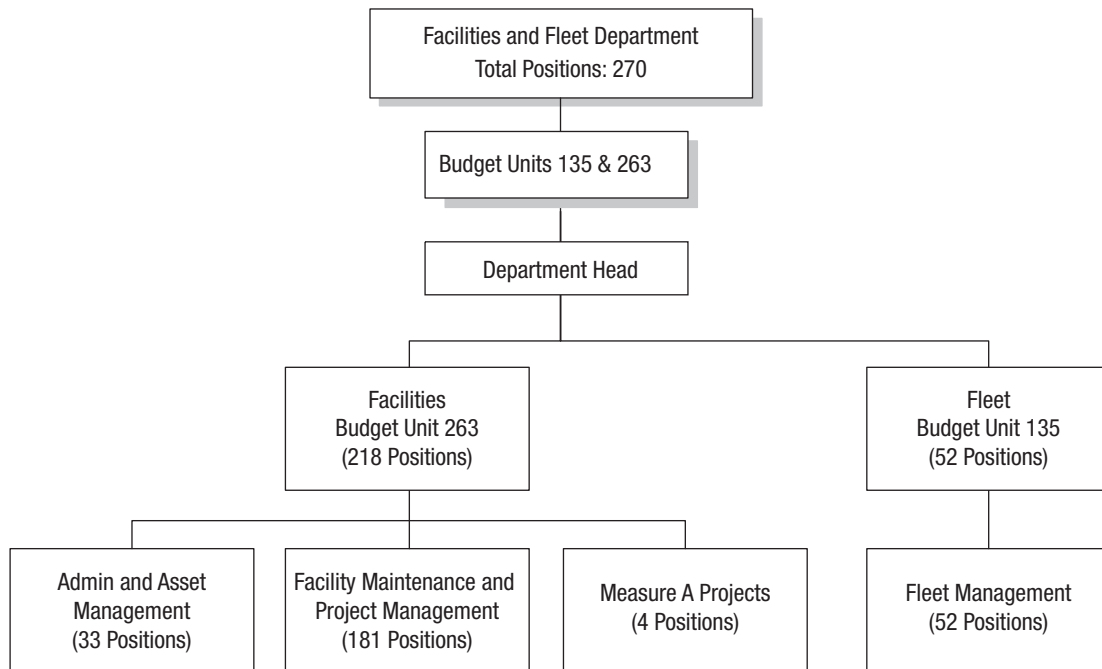 Facilities and Fleet Department
Total Positions: 270
Budget Units 135 & 263
Department Head
Facilities
Budget Unit 263
(218 Positions)
Fleet
Budget Unit 135
(52 Positions)
Admin and Asset
Management
(33 Positions)
Facility Maintenance and
Project Management
(181 Positions)
Measure A Projects
(4 Positions)
Fleet Management
(52 Positions)